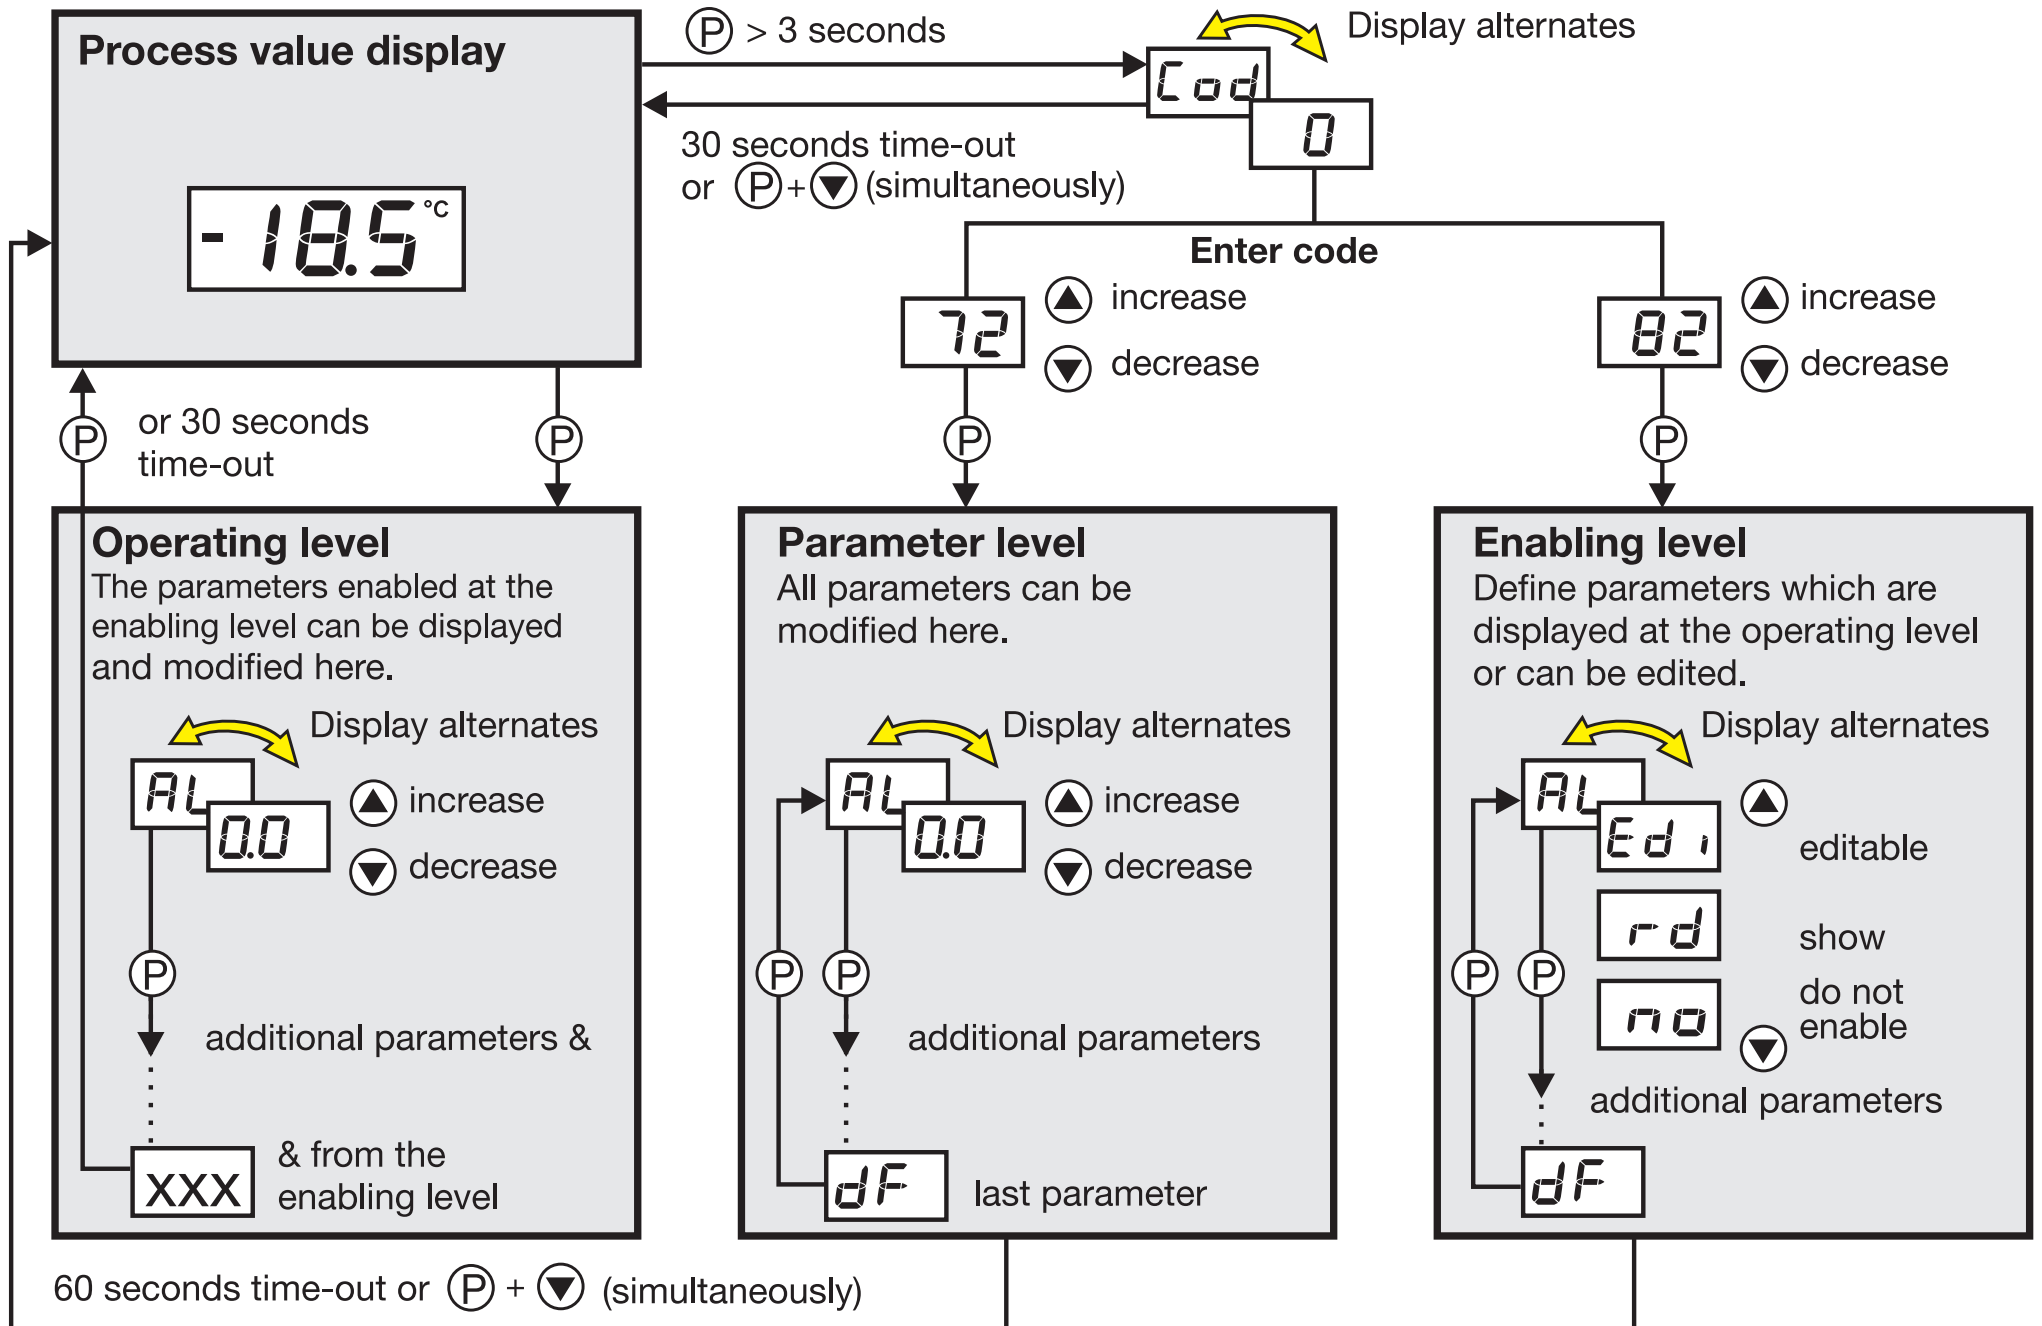 Process value display
-18.5 °C
P > 3 seconds
Display alternates
Cod
0
30 seconds time-out
or P + (simultaneously)
Enter code
72
increase
decrease
82
increase
decrease
P
or 30 seconds
time-out
P
P
P
Operating level
The parameters enabled at the
enabling level can be displayed
and modified here.
Display alternates
AL
0.0
increase
decrease
P
additional parameters &
xxx
& from the
enabling level
Parameter level
All parameters can be
modified here.
Display alternates
AL
0.0
increase
decrease
P
P
additional parameters
dF
last parameter
Enabling level
Define parameters which are
displayed at the operating level
or can be edited.
Display alternates
AL
Edi
editable
rd
show
P
P
no
do not
enable
additional parameters
dF
60 seconds time-out or P + (simultaneously)